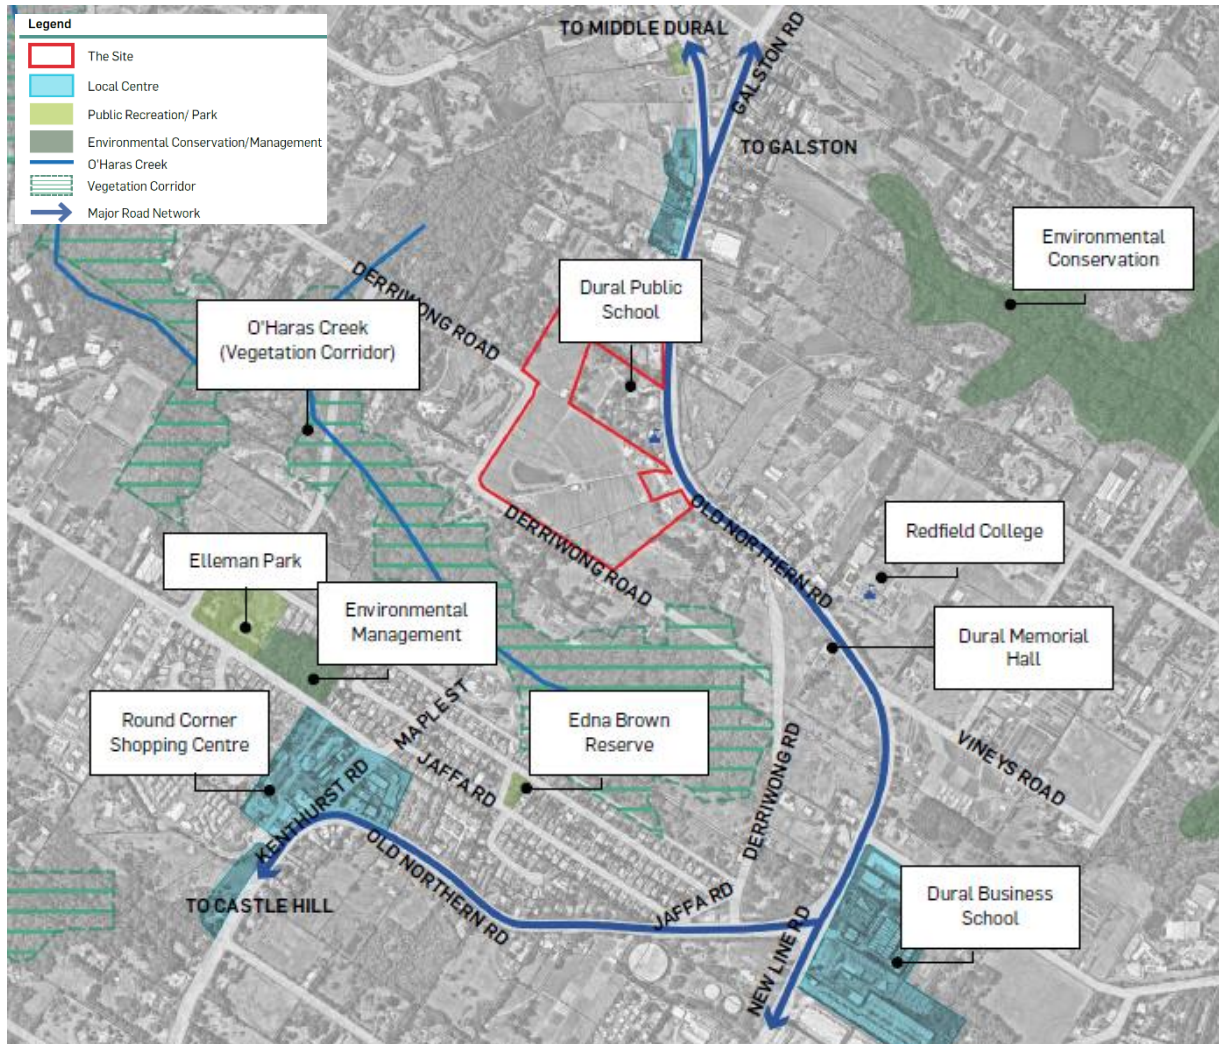 Legend
The Site
Local Centre
Public Recreation/ Park
Environmental Conservation/Management
O'Haras Creek
Vegetation Corridor
Major Road Network
TO MIDDLE DURAL
GALSTON RD
TO GALSTON
Environmental
Conservation
DERRIWONG ROAD
Dural Public
School
O'Haras Creek
(Vegetation Corridor)
OLD NORTHERN RD
DERRIWONG ROAD
Redfield College
Elleman Park
Environmental
Management
Dural Memorial
Hall
Round Corner
Shopping Centre
MAPLE ST
Edna Brown
Reserve
JAFFA RD
DERRIWONG RD
VINEYS ROAD
KENTHURST RD
OLD NORTHERN RD
TO CASTLE HILL
JAFFA RD
NEW LINE RD
Dural Business
School